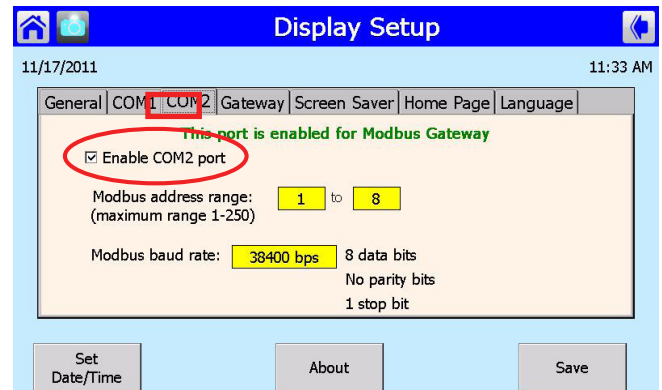 Display Setup
11/17/2011 11:33 AM
General COM1 COM2 Gateway Screen Saver Home Page Language
This port is enabled for Modbus Gateway
Enable COM2 port
Modbus address range: 1 to 8
(maximum range 1-250)
Modbus baud rate: 38400 bps 8 data bits
No parity bits
1 stop bit
Set
Date/Time
About
Save